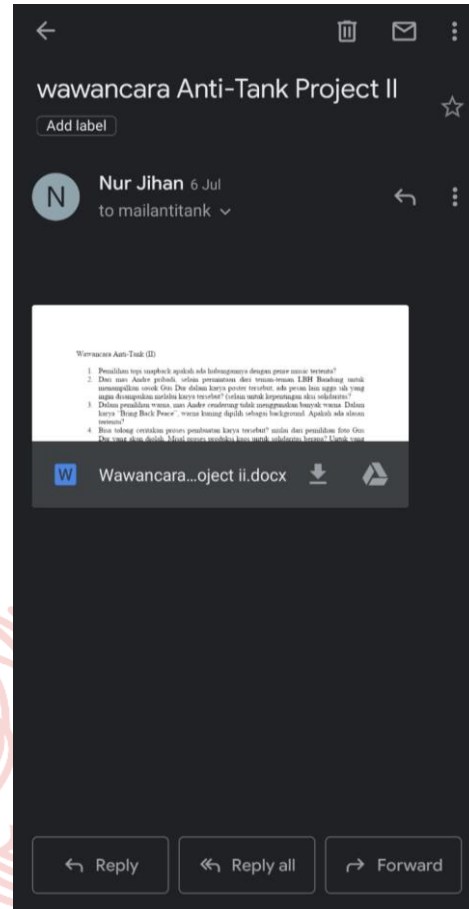 wawancara Anti-Tank Project II
Add label
N
Nur Jihan 6 Jul
to mailantitank
Wawancara Anti-Tank (II)
1. Pemilihan topi snapback apakah ada hubungannya dengan genre music tertentu?
2. Dari mas Andre pribadi, selain permintaan dari teman-teman LBH Bandung untuk
menampilkan sosok Gus Dur dalam karya poster tersebut, ada pesan lain ngga sih yang
ingin disampaikan melalui karya tersebut? (selain untuk kepentingan aksi solidaritas?
3. Dalam pemilihan warna, mas Andre cenderung tidak menggunakan banyak warna. Dalam
karya "Bring Back Peace", warna kuning dipilih sebagai background. Apakah ada alasan
tertentu?
4. Bisa tolong ceritakan proses pembuatan karya tersebut? mulai dari pemilihan foto Gus
Dur yang akan diolah. Misal proses produksi kaos untuk solidaritas berapa? Untuk yang
W
Wawancara...oject ii.docx
Reply
Reply all
Forward